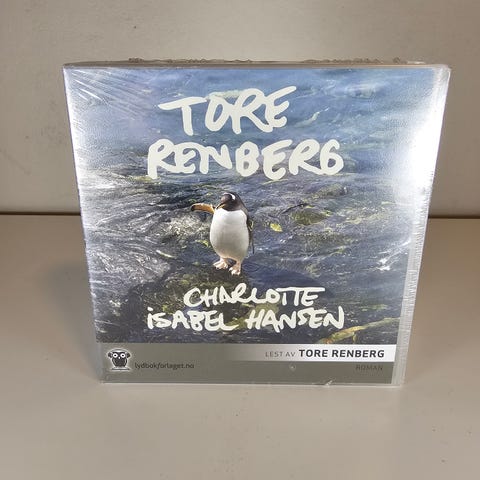 TORE
RENBERG
CHARLOTTE
ISABEL HANSEN
LEST AV TORE RENBERG
lydbokforlaget.no
ROMAN